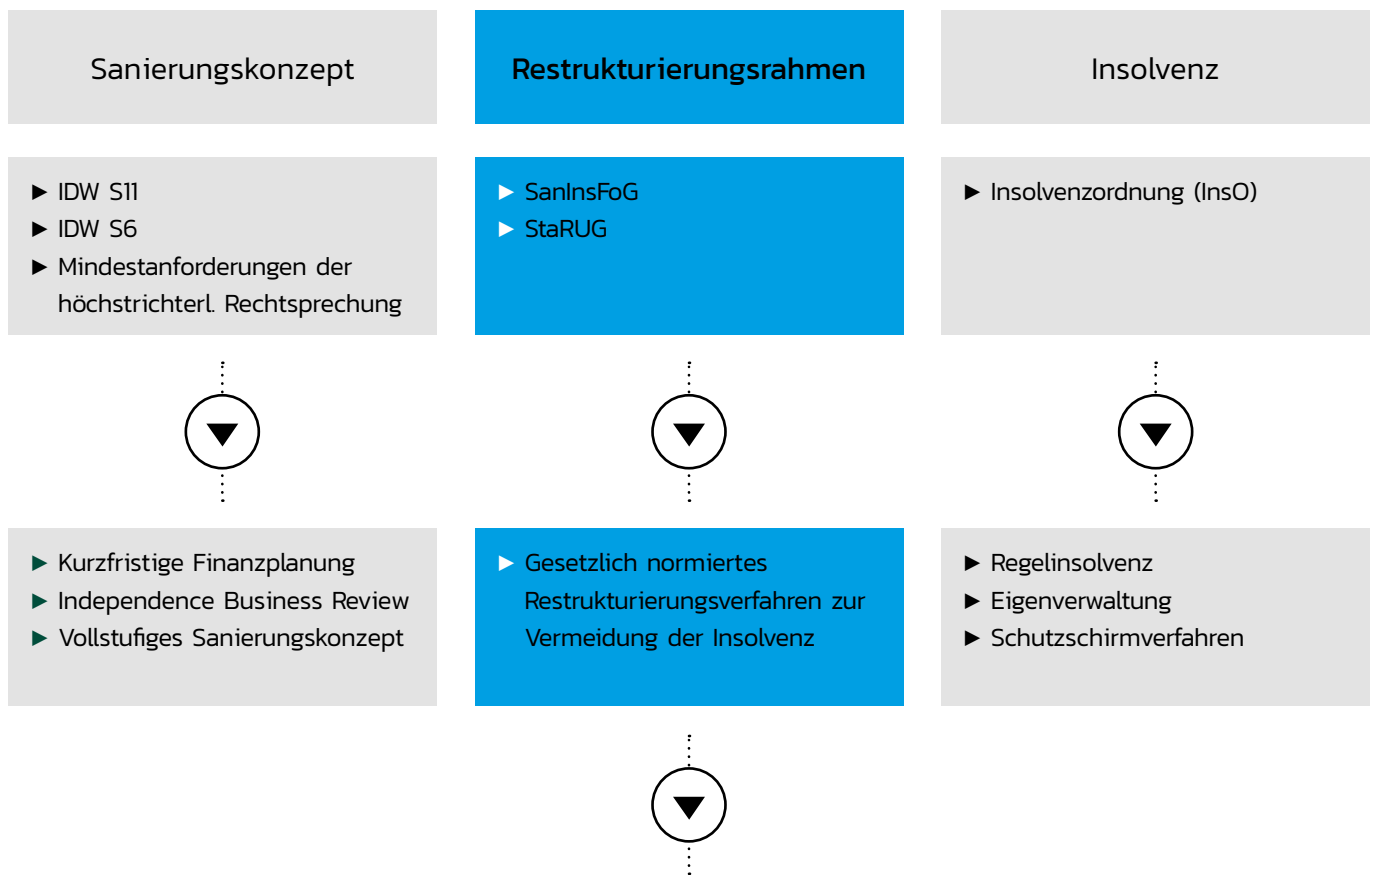 Sanierungskonzept
Restrukturierungsrahmen
Insolvenz
► IDW S11
► IDW S6
► Mindestanforderungen der
höchstrichterl. Rechtsprechung
► SanInsFoG
► StaRUG
► Insolvenzordnung (InsO)
► Kurzfristige Finanzplanung
► Independence Business Review
► Vollstufiges Sanierungskonzept
► Gesetzlich normiertes
Restrukturierungsverfahren zur
Vermeidung der Insolvenz
► Regelinsolvenz
► Eigenverwaltung
► Schutzschirmverfahren